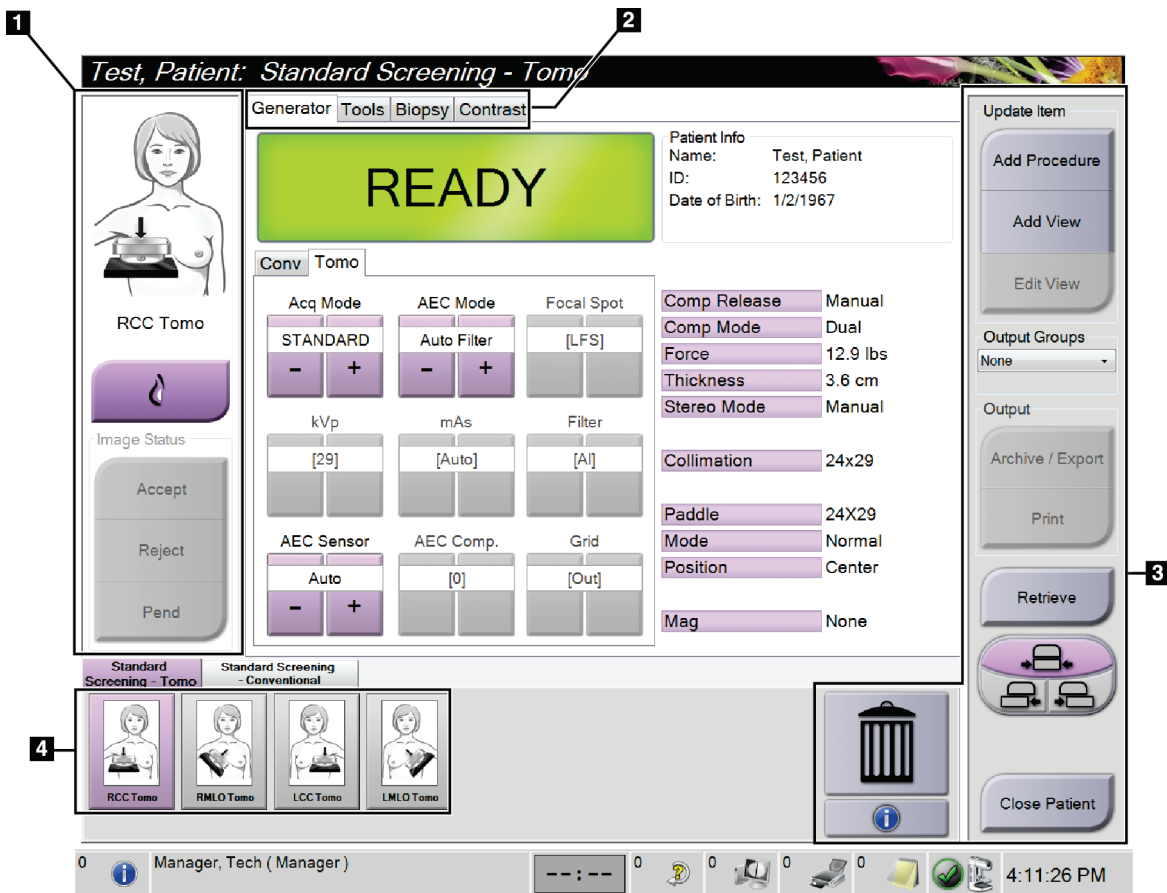 1
2
Test, Patient: Standard Screening - Tomo
Generator Tools Biopsy Contrast
READY
Patient Info
Name: Test, Patient
ID: 123456
Date of Birth: 1/2/1967
RCC Tomo
Image Status
Accept
Reject
Pend
Conv Tomo
Acq Mode AEC Mode Focal Spot
STANDARD Auto Filter [LFS]
- + - +
kVp mAs Filter
[29] [Auto] [Al]
AEC Sensor AEC Comp. Grid
Auto [0] [Out]
- +
Comp Release Manual
Comp Mode Dual
Force 12.9 lbs
Thickness 3.6 cm
Stereo Mode Manual
Collimation 24x29
Paddle 24X29
Mode Normal
Position Center
Mag None
Update Item
Add Procedure
Add View
Edit View
Output Groups
None
Output
Archive / Export
Print
3
Retrieve
Close Patient
Standard
Screening - Tomo
Standard Screening
- Conventional
4
RCC Tomo RMLO Tomo LCC Tomo LMLO Tomo
i
0 i Manager, Tech ( Manager ) --:-- 0 ? 0 0 0 4:11:26 PM